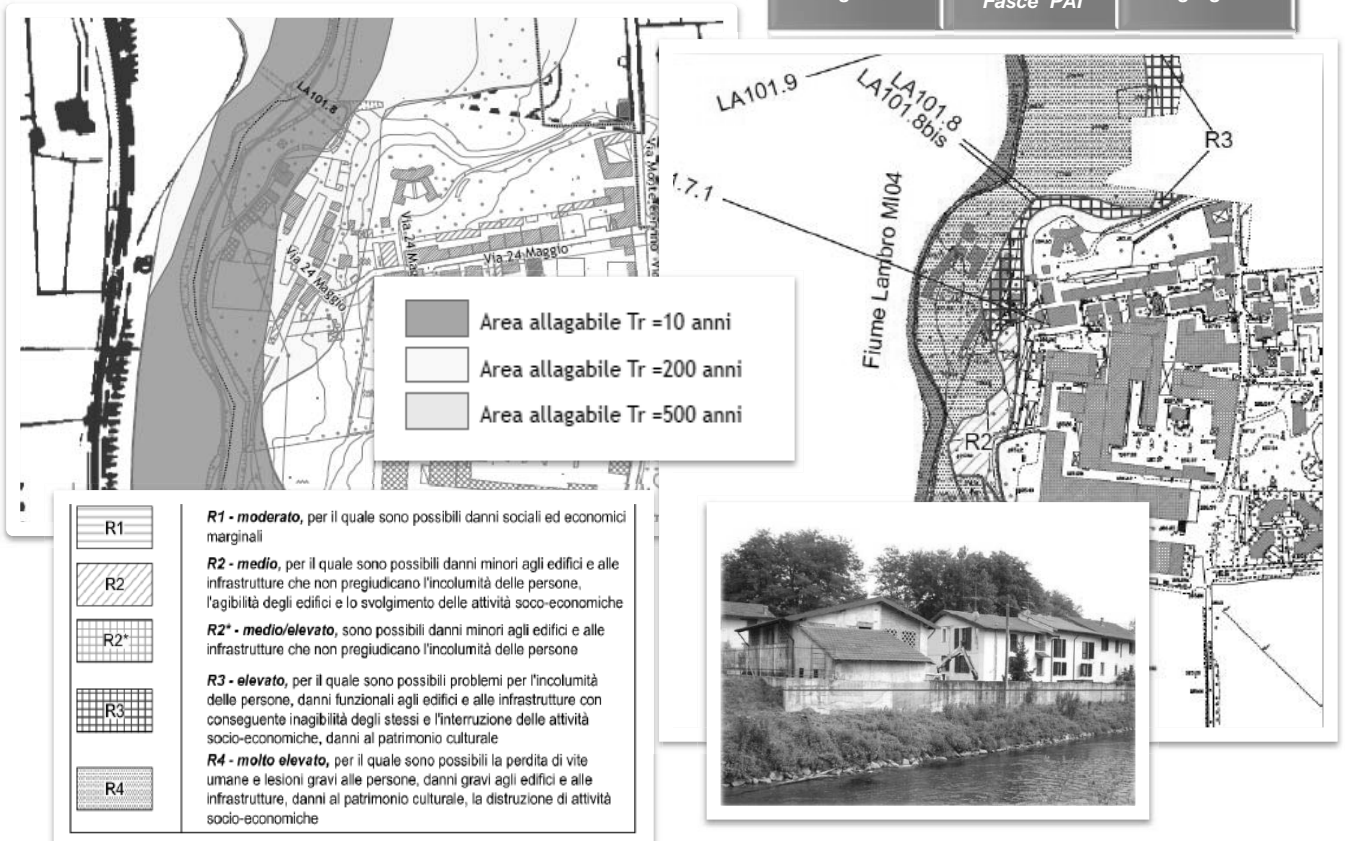 Fasce PAI
LA101.8
Via 24 Maggio
Via 24 Mag
Via 24 Maggio
LA101.9
LA101.8
LA101.8bis
.7.1
R3
Fiume Lambro MI04
R2
Area allagabile Tr =10 anni
Area allagabile Tr =200 anni
Area allagabile Tr =500 anni
R1
R1 - moderato, per il quale sono possibili danni sociali ed economici
marginali
R2
R2 - medio, per il quale sono possibili danni minori agli edifici e alle
infrastrutture che non pregiudicano l'incolumità delle persone,
l'agibilità degli edifici e lo svolgimento delle attività soco-economiche
R2*
R2* - medio/elevato, sono possibili danni minori agli edifici e alle
infrastrutture che non pregiudicano l'incolumità delle persone
R3
R3 - elevato, per il quale sono possibili problemi per l'incolumità
delle persone, danni funzionali agli edifici e alle infrastrutture con
conseguente inagibilità degli stessi e l'interruzione delle attività
socio-economiche, danni al patrimonio culturale
R4
R4 - molto elevato, per il quale sono possibili la perdita di vite
umane e lesioni gravi alle persone, danni gravi agli edifici e alle
infrastrutture, danni al patrimonio culturale, la distruzione di attività
socio-economiche